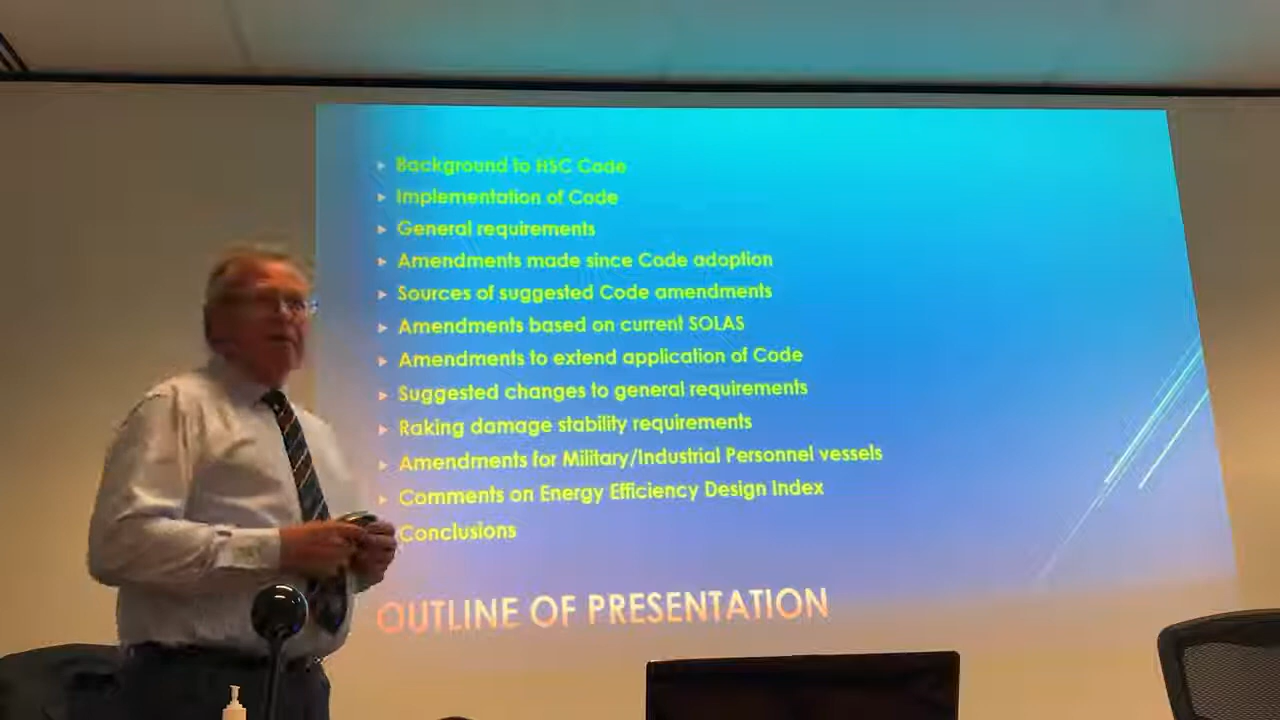 Background to HSC Code
Implementation of Code
General requirements
Amendments made since Code adoption
Sources of suggested Code amendments
Amendments based on current SOLAS
Amendments to extend application of Code
Suggested changes to general requirements
Raking damage stability requirements
Amendments for Military/Industrial Personnel vessels
Comments on Energy Efficiency Design Index
Conclusions
OUTLINE OF PRESENTATION